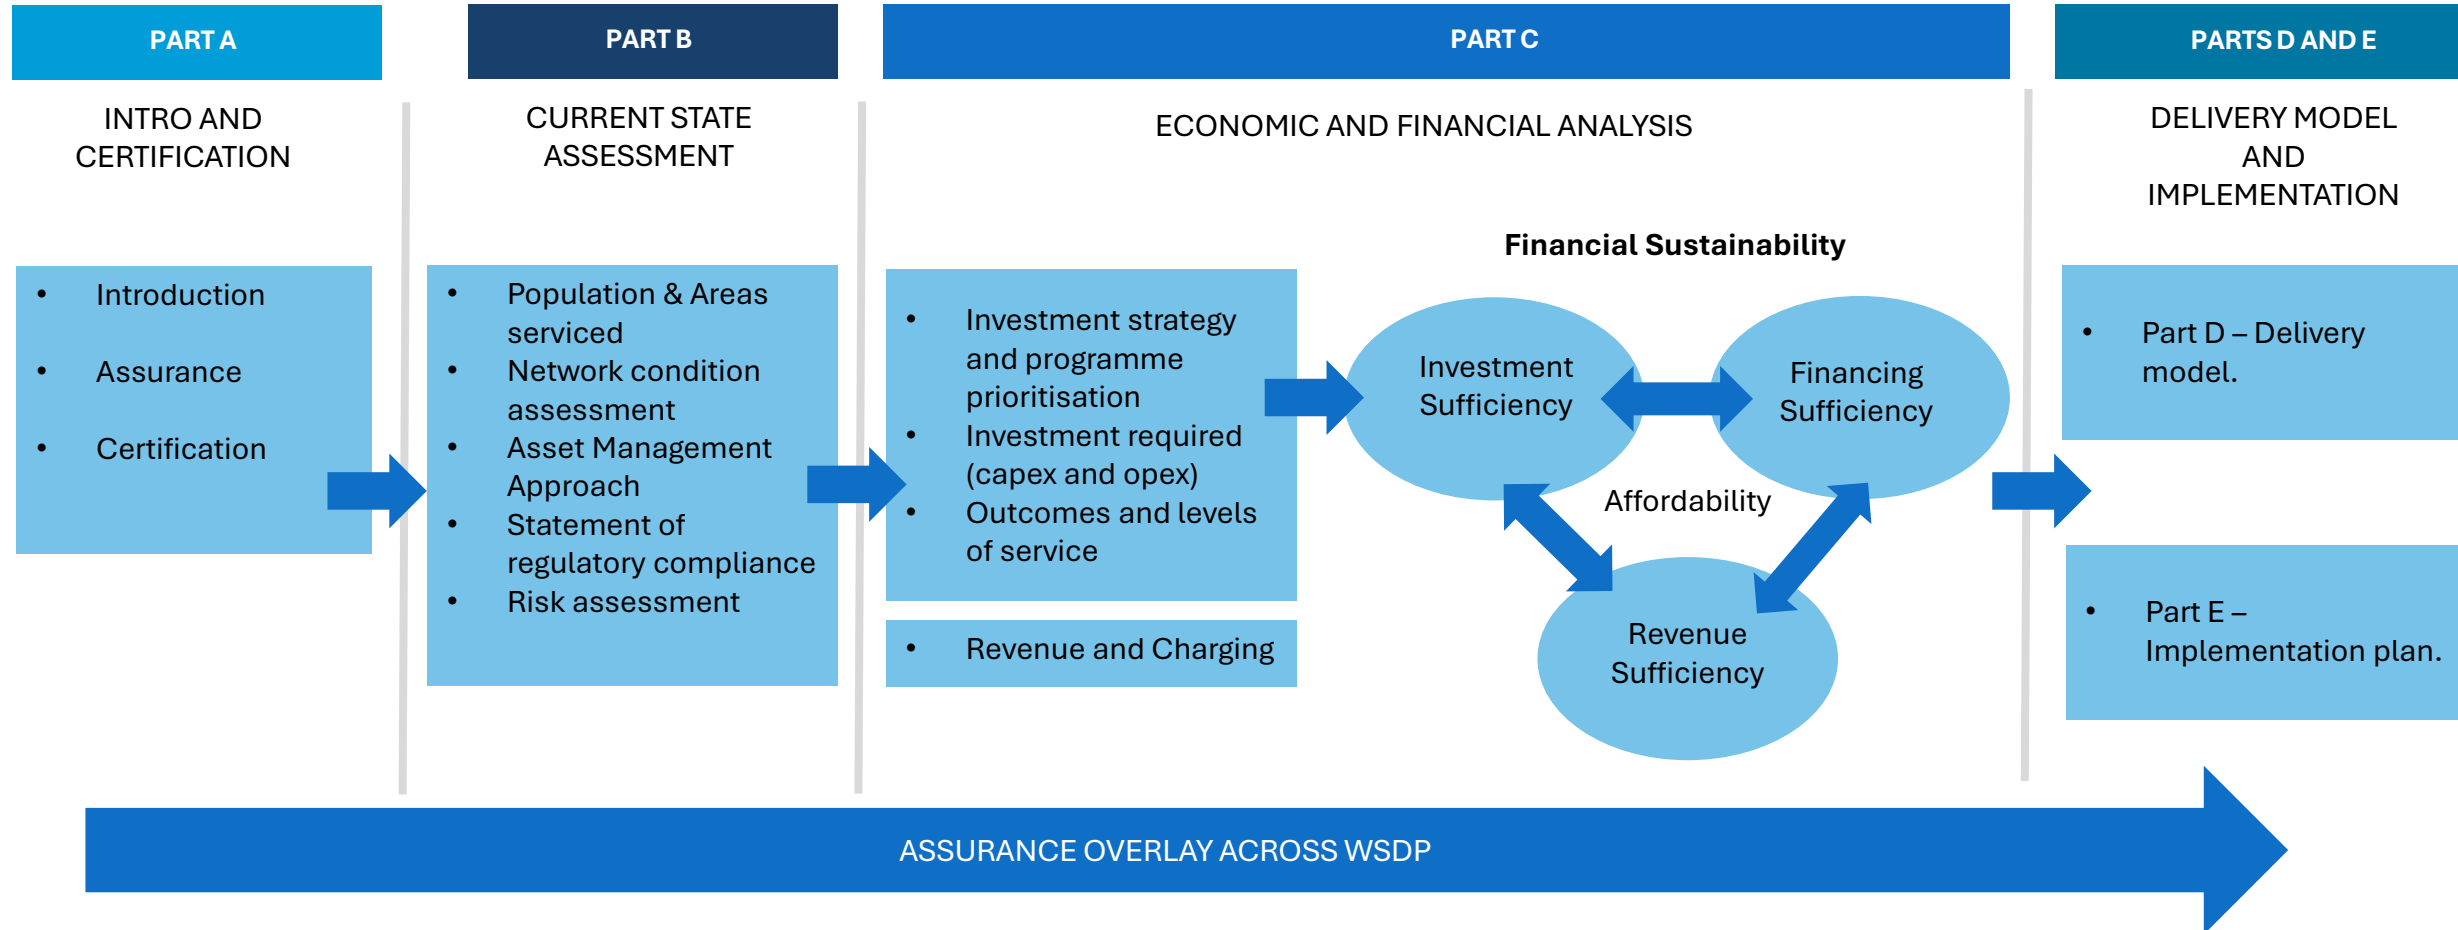 PART A
INTRO AND
CERTIFICATION
• Introduction
• Assurance
• Certification
PART B
CURRENT STATE
ASSESSMENT
• Population & Areas
serviced
• Network condition
assessment
• Asset Management
Approach
• Statement of
regulatory compliance
• Risk assessment
PART C
ECONOMIC AND FINANCIAL ANALYSIS
• Investment strategy
and programme
prioritisation
• Investment required
(capex and opex)
• Outcomes and levels
of service
• Revenue and Charging
Financial Sustainability
Investment
Sufficiency
Financing
Sufficiency
Affordability
Revenue
Sufficiency
PARTS D AND E
DELIVERY MODEL
AND
IMPLEMENTATION
• Part D – Delivery
model.
• Part E –
Implementation plan.
ASSURANCE OVERLAY ACROSS WSDP